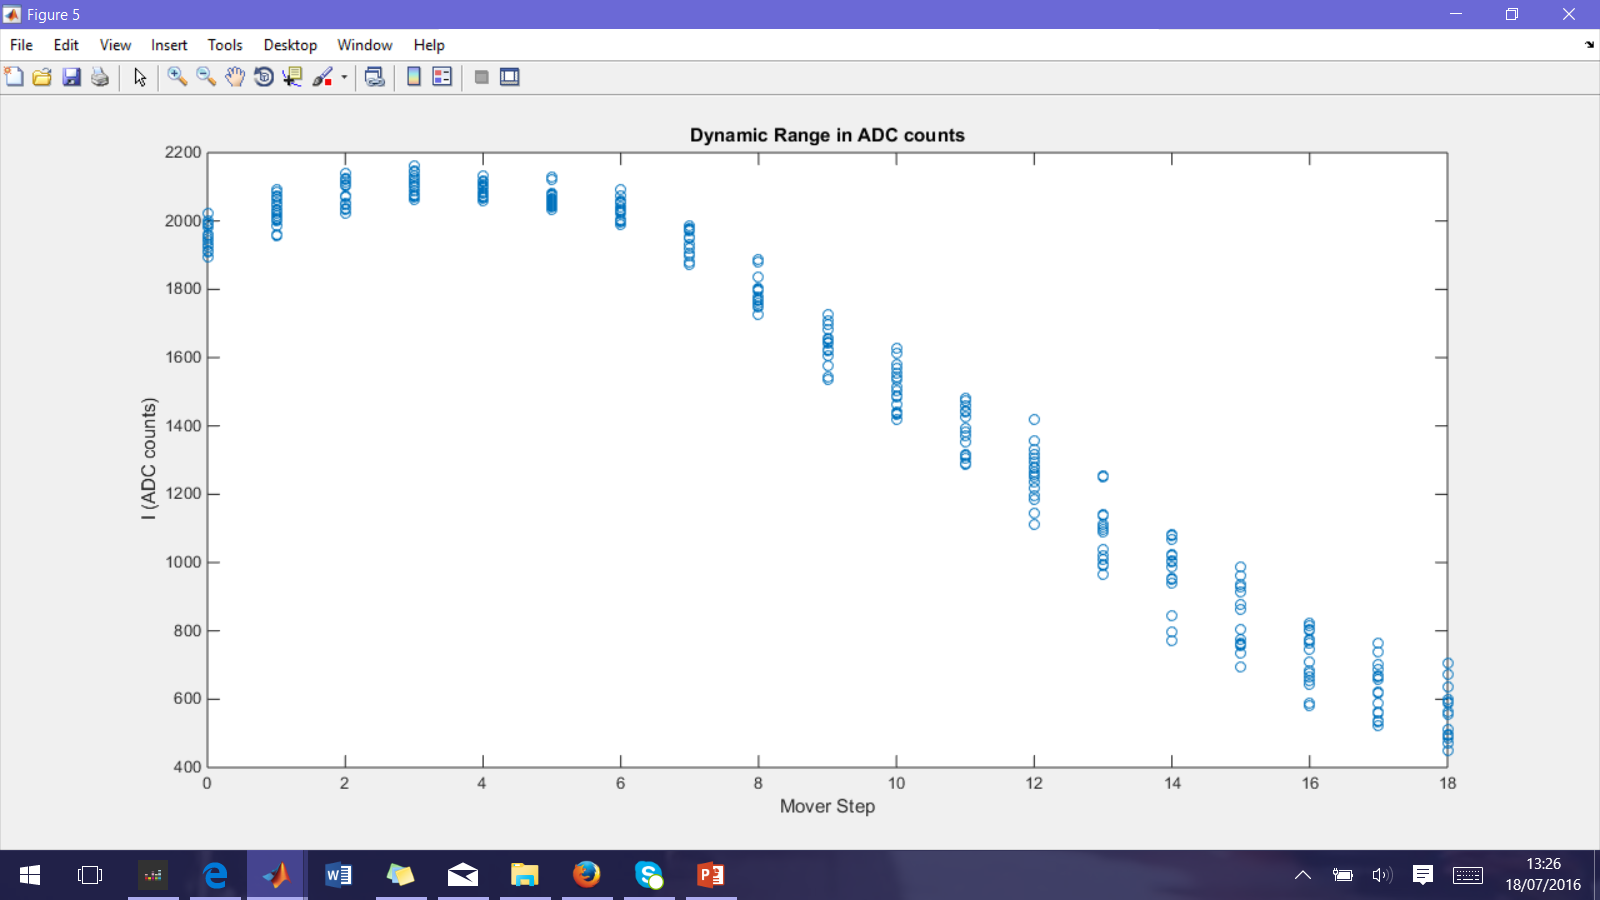 Figure 5
File Edit View Insert Tools Desktop Window Help
Dynamic Range in ADC counts
2200
2000
1800
1600
1400
1200
1000
800
600
400
I (ADC counts)
0 2 4 6 8 10 12 14 16 18
Mover Step
13:26
18/07/2016